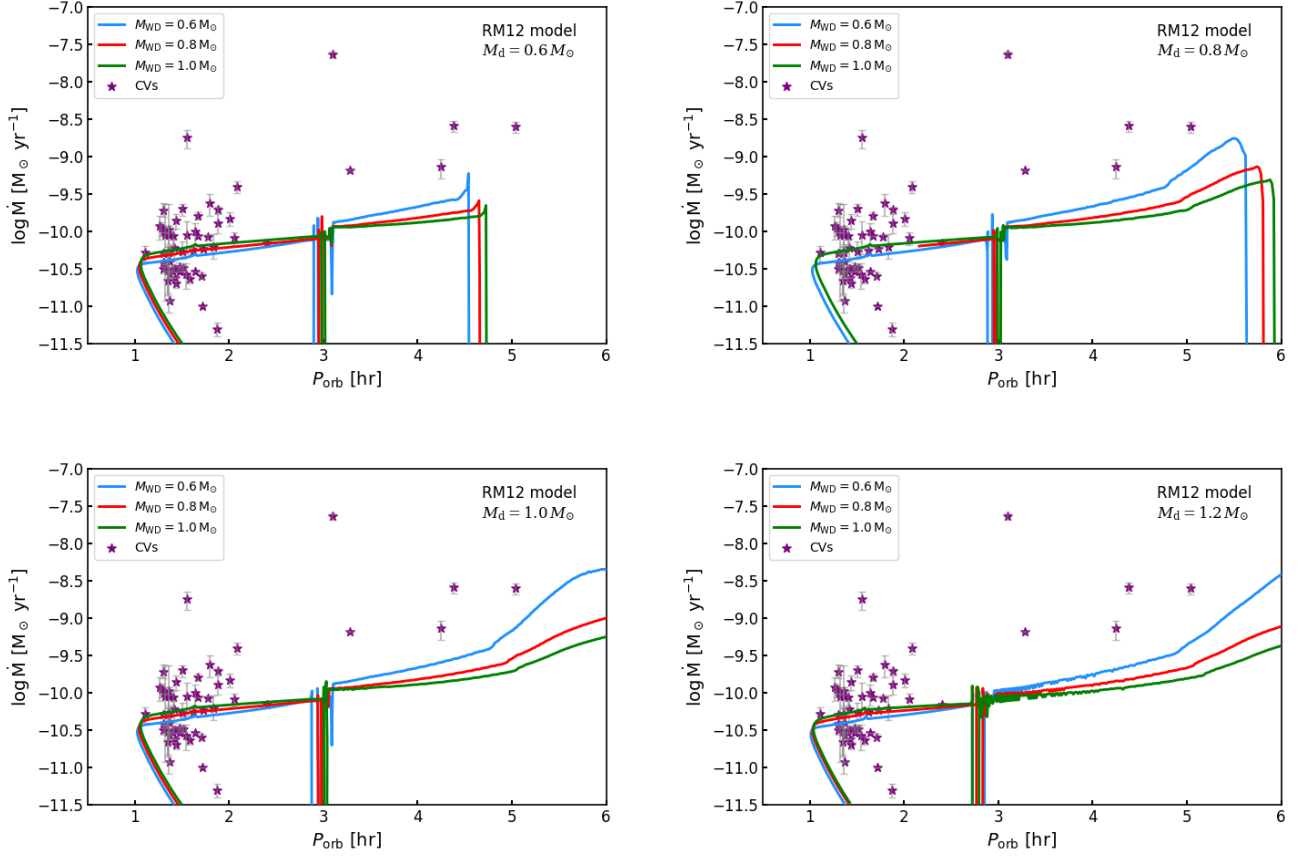 −7.0
−7.5
−8.0
−8.5
−9.0
−9.5
−10.0
−10.5
−11.0
−11.5
log Ṁ [M⊙ yr⁻¹]
M_WD = 0.6 M⊙
M_WD = 0.8 M⊙
M_WD = 1.0 M⊙
CVs
RM12 model
M_d = 0.6 M⊙
1 2 3 4 5 6
P_orb [hr]
−7.0
−7.5
−8.0
−8.5
−9.0
−9.5
−10.0
−10.5
−11.0
−11.5
log Ṁ [M⊙ yr⁻¹]
M_WD = 0.6 M⊙
M_WD = 0.8 M⊙
M_WD = 1.0 M⊙
CVs
RM12 model
M_d = 0.8 M⊙
1 2 3 4 5 6
P_orb [hr]
−7.0
−7.5
−8.0
−8.5
−9.0
−9.5
−10.0
−10.5
−11.0
−11.5
log Ṁ [M⊙ yr⁻¹]
M_WD = 0.6 M⊙
M_WD = 0.8 M⊙
M_WD = 1.0 M⊙
CVs
RM12 model
M_d = 1.0 M⊙
1 2 3 4 5 6
P_orb [hr]
−7.0
−7.5
−8.0
−8.5
−9.0
−9.5
−10.0
−10.5
−11.0
−11.5
log Ṁ [M⊙ yr⁻¹]
M_WD = 0.6 M⊙
M_WD = 0.8 M⊙
M_WD = 1.0 M⊙
CVs
RM12 model
M_d = 1.2 M⊙
1 2 3 4 5 6
P_orb [hr]